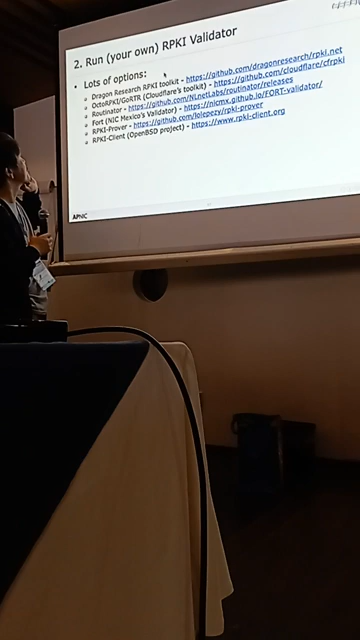 2. Run (your own) RPKI Validator
• Lots of options:
Dragon Research RPKI toolkit - https://github.com/dragonresearch/rpki.net
OctoRPKI/GoRTR (Cloudflare's toolkit) - https://github.com/cloudflare/cfrpki
Routinator - https://github.com/NLnetLabs/routinator/releases
Fort (NIC Mexico's Validator) - https://nicmx.github.io/FORT-validator/
RPKI-Prover - https://github.com/lolepezy/rpki-prover
RPKI-Client (OpenBSD project) - https://www.rpki-client.org
APNIC